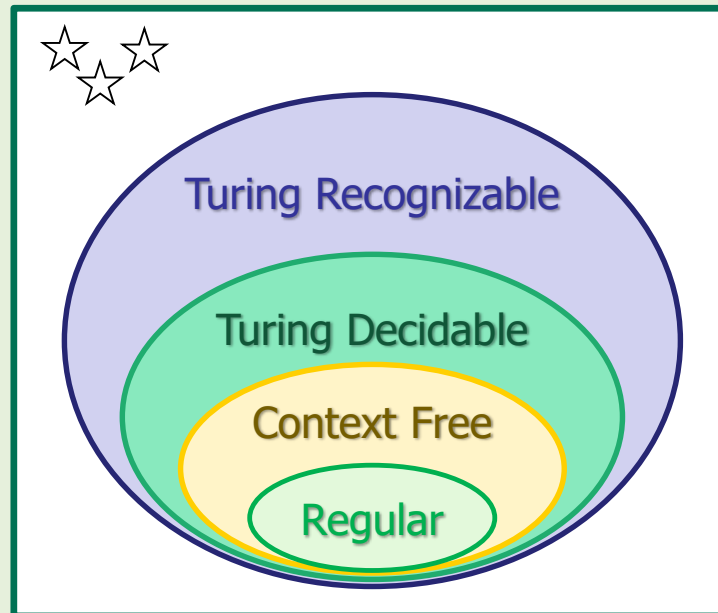 Turing Recognizable
Turing Decidable
Context Free
Regular